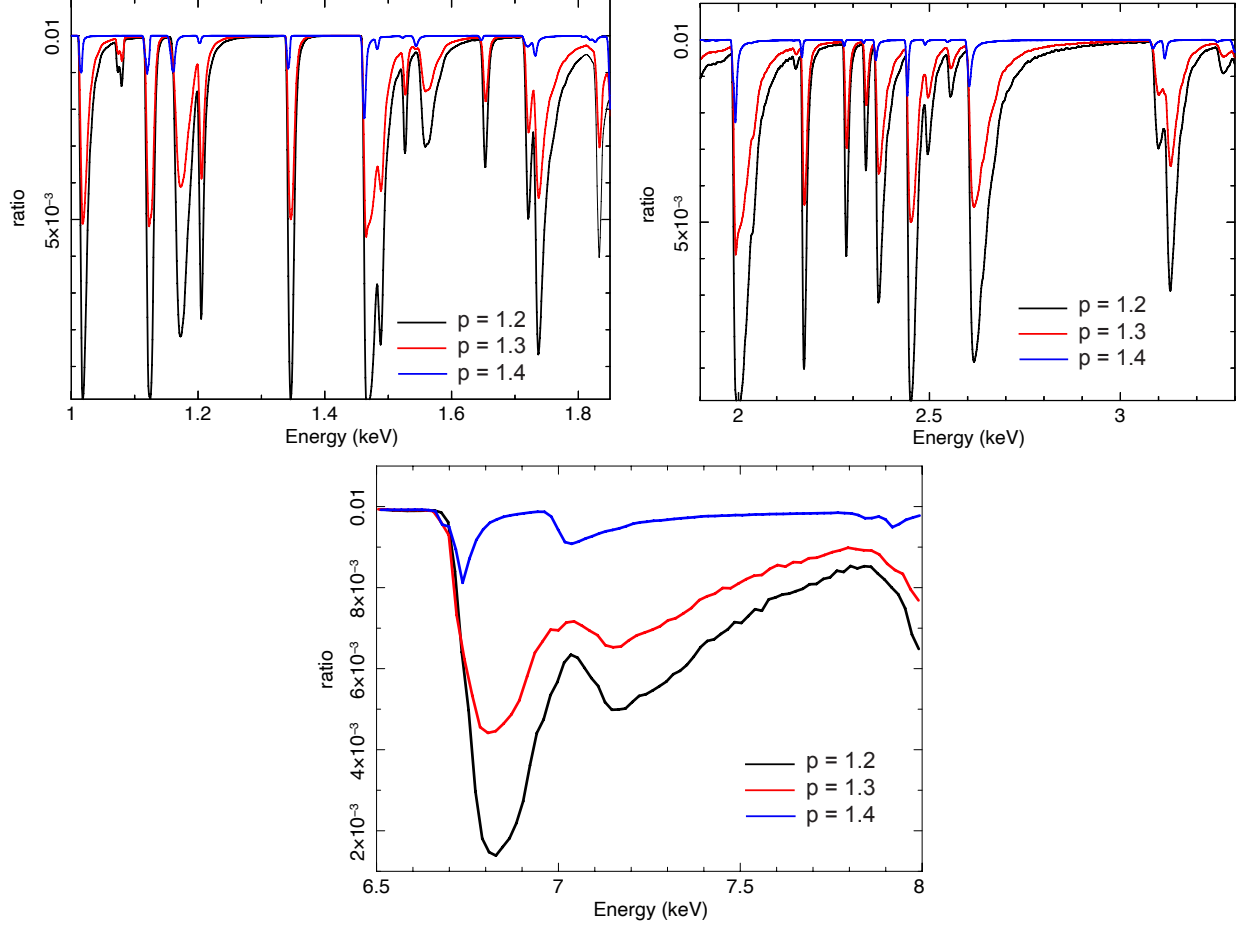 0.01
5×10⁻³
ratio
p = 1.2
p = 1.3
p = 1.4
1
1.2
1.4
1.6
1.8
Energy (keV)
0.01
5×10⁻³
ratio
p = 1.2
p = 1.3
p = 1.4
2
2.5
3
Energy (keV)
0.01
8×10⁻³
6×10⁻³
4×10⁻³
2×10⁻³
ratio
p = 1.2
p = 1.3
p = 1.4
6.5
7
7.5
8
Energy (keV)